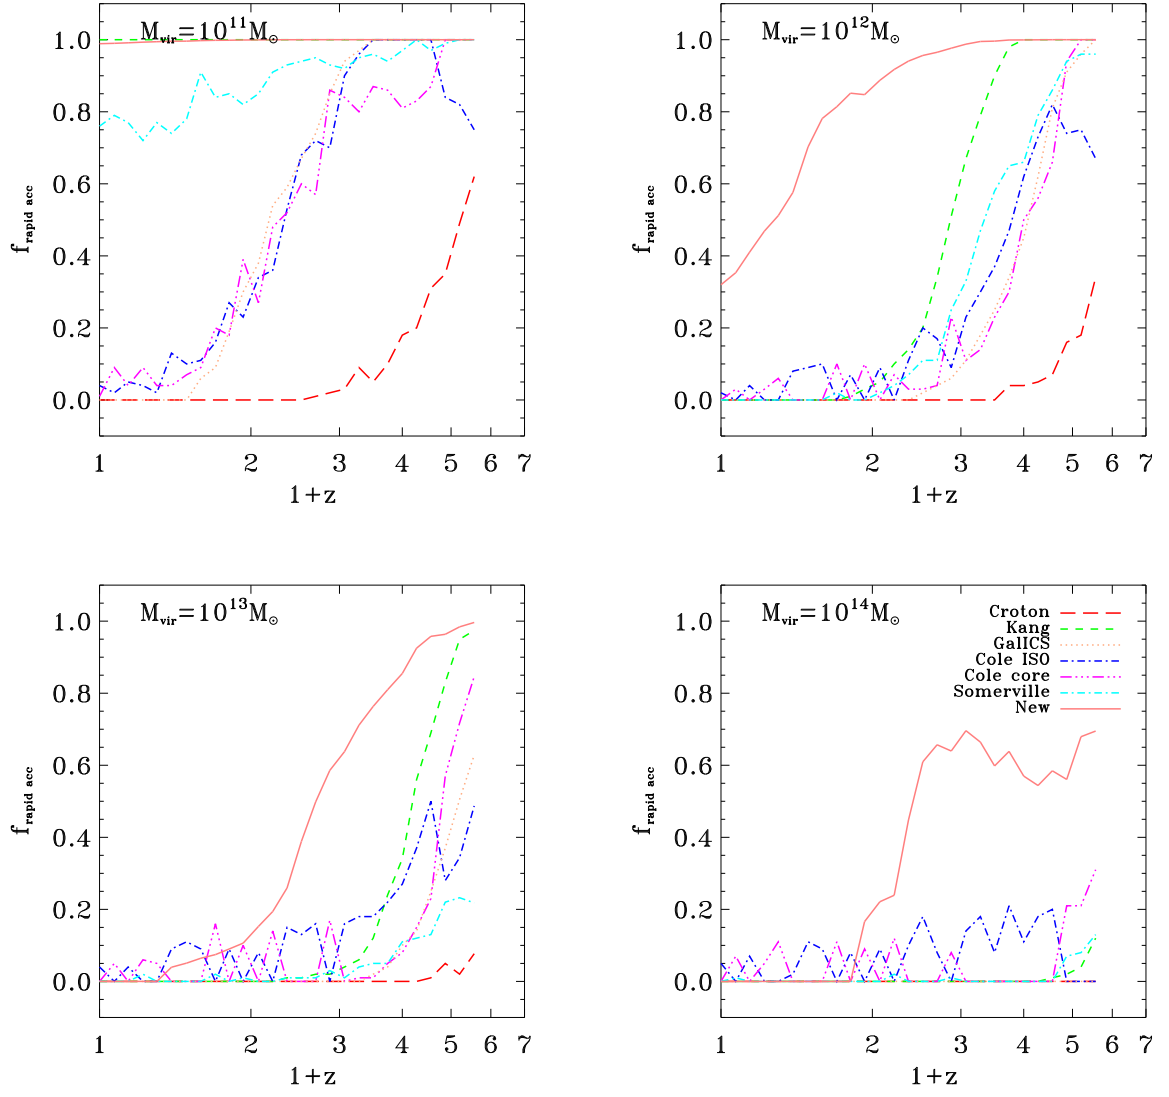 M_vir=10^11 M_⊙
1.0
0.8
0.6
0.4
0.2
0.0
f_rapid acc
1 2 3 4 5 6 7
1+z
M_vir=10^12 M_⊙
1.0
0.8
0.6
0.4
0.2
0.0
f_rapid acc
1 2 3 4 5 6 7
1+z
M_vir=10^13 M_⊙
1.0
0.8
0.6
0.4
0.2
0.0
f_rapid acc
1 2 3 4 5 6 7
1+z
M_vir=10^14 M_⊙
Croton
Kang
GalICS
Cole ISO
Cole core
Somerville
New
1.0
0.8
0.6
0.4
0.2
0.0
f_rapid acc
1 2 3 4 5 6 7
1+z